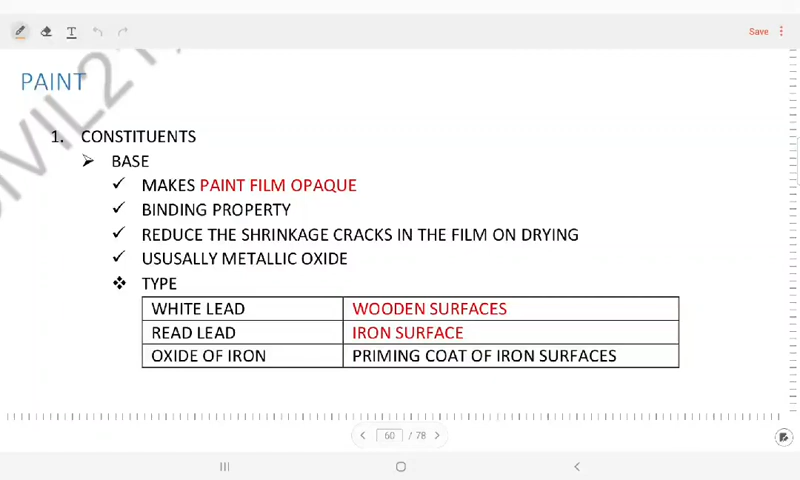 T
Save
PAINT
1. CONSTITUENTS
➢ BASE
✓ MAKES PAINT FILM OPAQUE
✓ BINDING PROPERTY
✓ REDUCE THE SHRINKAGE CRACKS IN THE FILM ON DRYING
✓ USUSALLY METALLIC OXIDE
❖ TYPE
WHITE LEAD WOODEN SURFACES
READ LEAD IRON SURFACE
OXIDE OF IRON PRIMING COAT OF IRON SURFACES
60 / 78